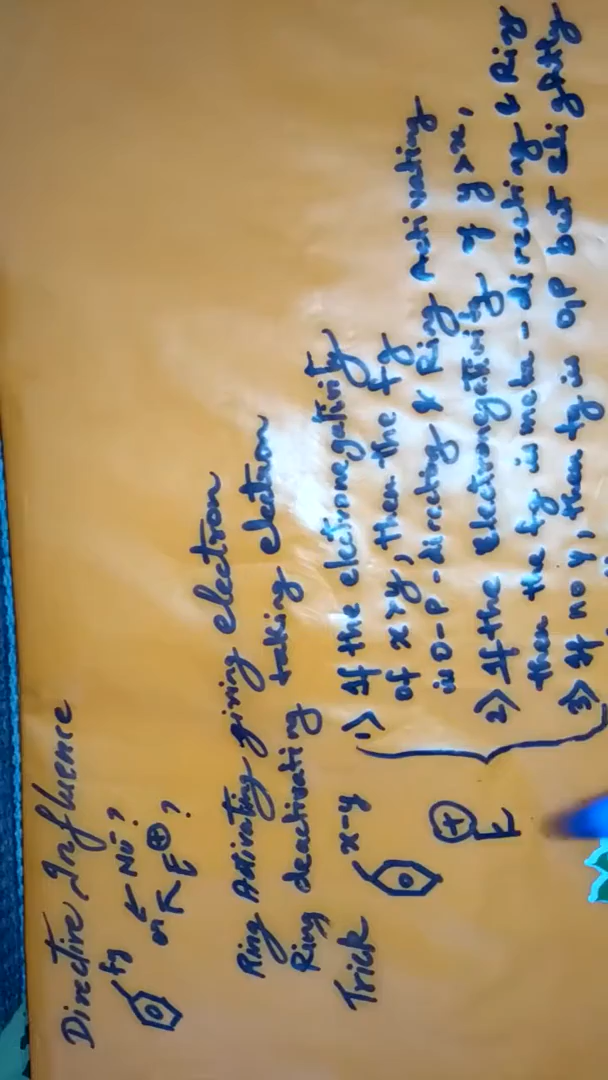 Directive Influence
fg ← Nu⁻?
or ↖ E⊕?
Ring Activating giving electron
Ring deactivating taking electron
Trick x-y
1) If the electronegativity
of x>y, then the fg
is o-p-directing & Ring Activating
2) If the electronegativity of y>x,
then the fg is meta-directing & Ring
3) If no y, then fg is op but slightly
⊕
E